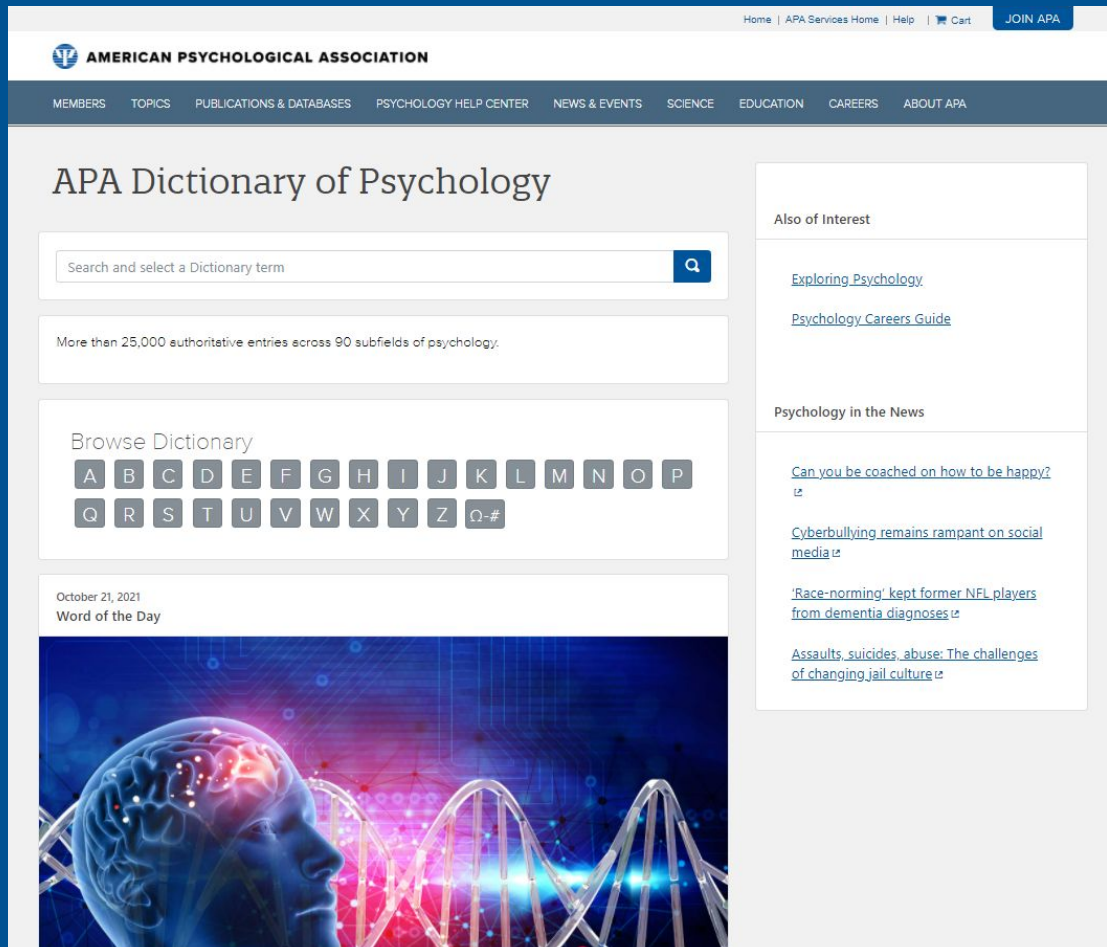 Home | APA Services Home | Help | Cart JOIN APA
AMERICAN PSYCHOLOGICAL ASSOCIATION
MEMBERS TOPICS PUBLICATIONS & DATABASES PSYCHOLOGY HELP CENTER NEWS & EVENTS SCIENCE EDUCATION CAREERS ABOUT APA
APA Dictionary of Psychology
Search and select a Dictionary term
More than 25,000 authoritative entries across 90 subfields of psychology.
Browse Dictionary
A B C D E F G H I J K L M N O P
Q R S T U V W X Y Z Ω-#
October 21, 2021
Word of the Day
Also of Interest
Exploring Psychology
Psychology Careers Guide
Psychology in the News
Can you be coached on how to be happy?
Cyberbullying remains rampant on social
media
'Race-norming' kept former NFL players
from dementia diagnoses
Assaults, suicides, abuse: The challenges
of changing jail culture